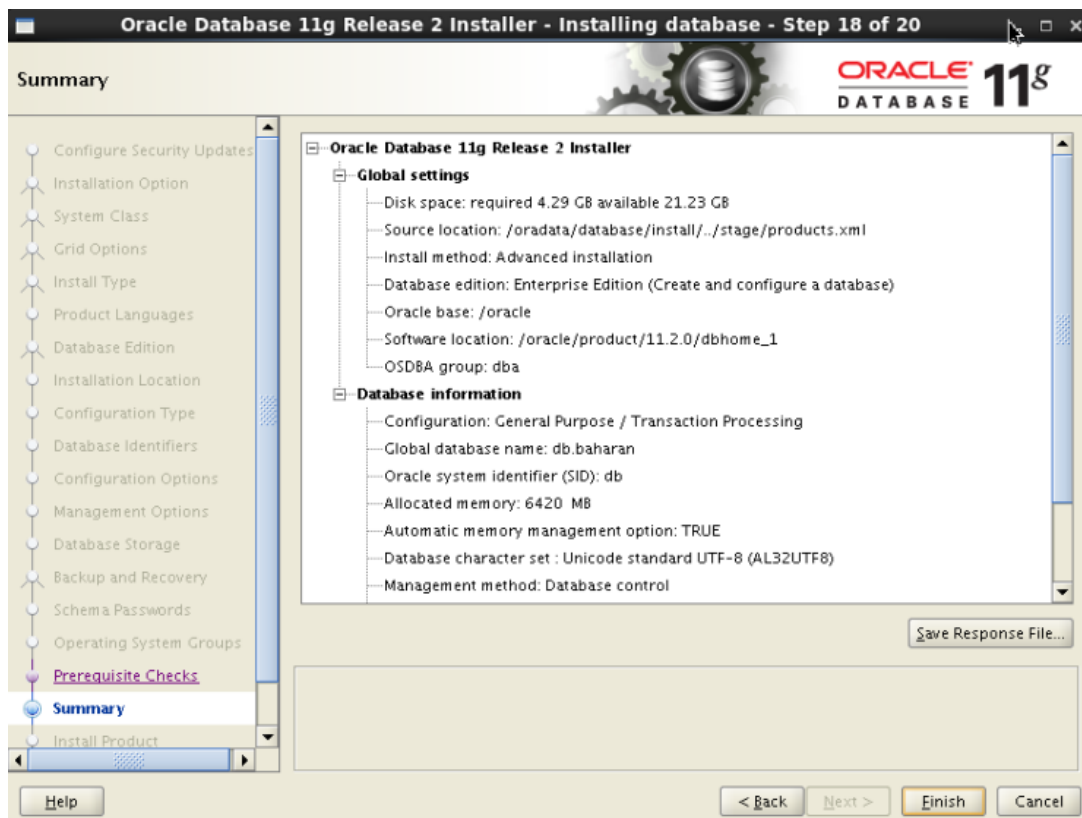 Oracle Database 11g Release 2 Installer - Installing database - Step 18 of 20
Summary
ORACLE
DATABASE
11g
Configure Security Updates
Installation Option
System Class
Grid Options
Install Type
Product Languages
Database Edition
Installation Location
Configuration Type
Database Identifiers
Configuration Options
Management Options
Database Storage
Backup and Recovery
Schema Passwords
Operating System Groups
Prerequisite Checks
Summary
Install Product
Oracle Database 11g Release 2 Installer
Global settings
Disk space: required 4.29 GB available 21.23 GB
Source location: /oradata/database/install/../stage/products.xml
Install method: Advanced installation
Database edition: Enterprise Edition (Create and configure a database)
Oracle base: /oracle
Software location: /oracle/product/11.2.0/dbhome_1
OSDBA group: dba
Database information
Configuration: General Purpose / Transaction Processing
Global database name: db.baharan
Oracle system identifier (SID): db
Allocated memory: 6420 MB
Automatic memory management option: TRUE
Database character set : Unicode standard UTF-8 (AL32UTF8)
Management method: Database control
Save Response File...
Help
< Back
Next >
Finish
Cancel